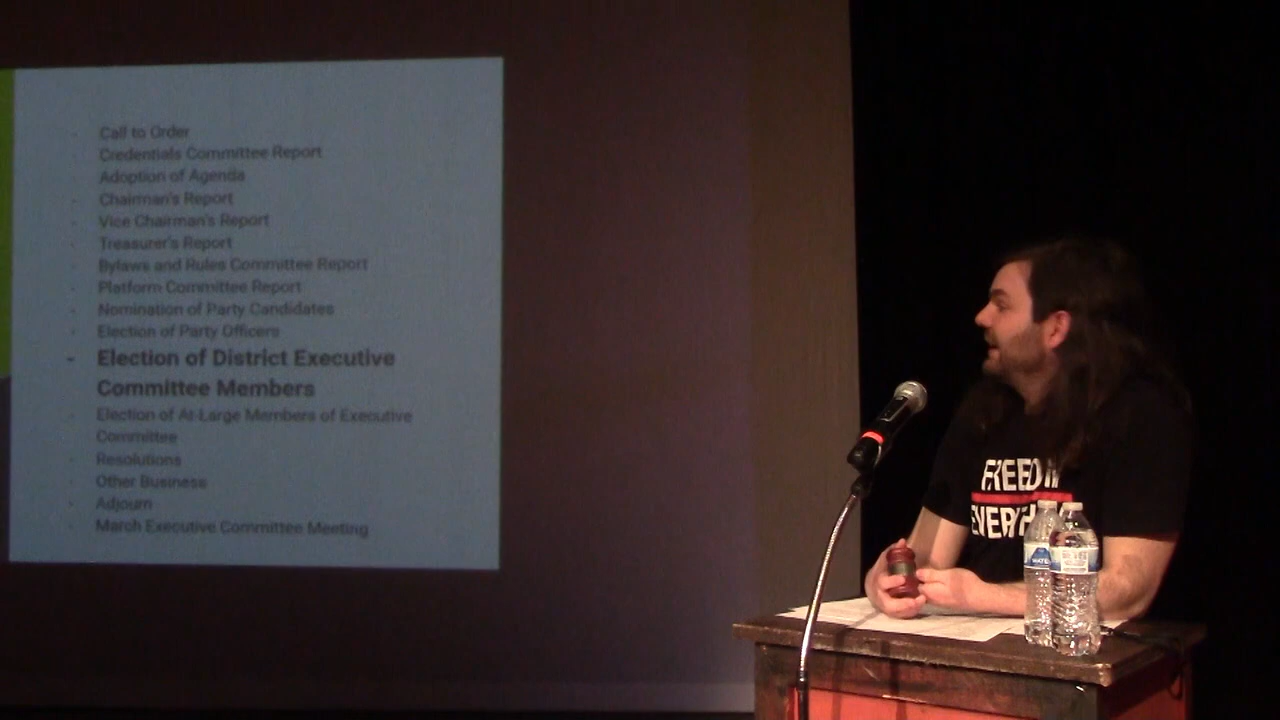 - Call to Order
- Credentials Committee Report
- Adoption of Agenda
- Chairman's Report
- Vice Chairman's Report
- Treasurer's Report
- Bylaws and Rules Committee Report
- Platform Committee Report
- Nomination of Party Candidates
- Election of Party Officers
- Election of District Executive
Committee Members
- Election of At-Large Members of Executive
Committee
- Resolutions
- Other Business
- Adjourn
- March Executive Committee Meeting
WATER